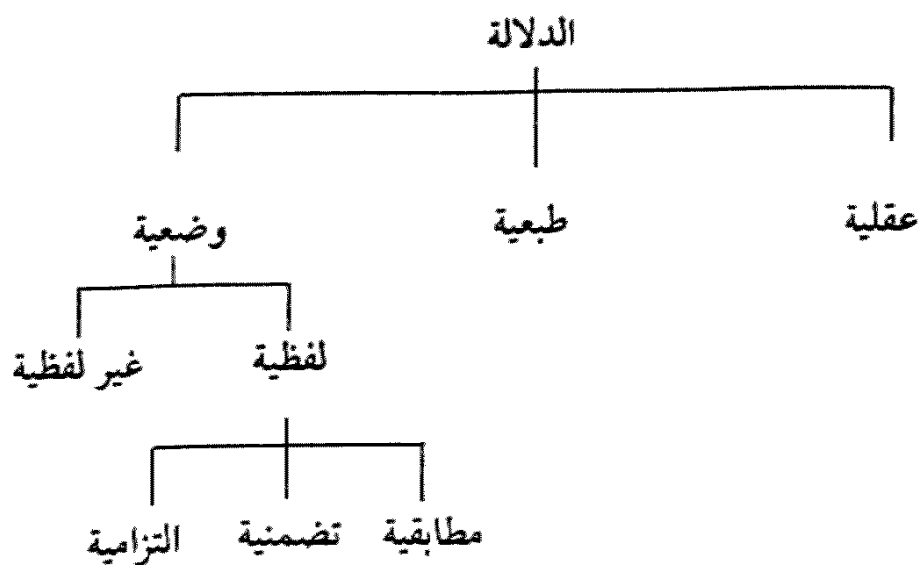 الدلالة
عقلية طبعية وضعية
لفظية غير لفظية
مطابقية تضمنية التزامية